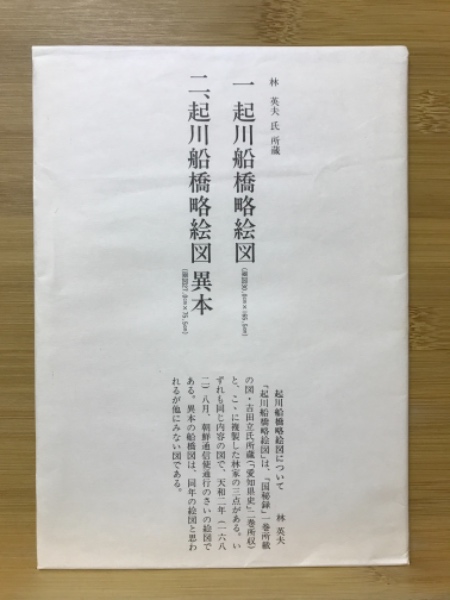 林 英夫 氏 所蔵
一 起川船橋略絵図
二、起川船橋略絵図 異本
起川船橋略絵図について
林 英夫
「起川船橋略絵図は、『国秘録』一巻所載
の図・吉田立氏所蔵(『愛知県史』二巻所収)
と、こゝに複製した林家の三点がある。い
ずれも同じ内容の図で、天和二年(一六八
二)八月、朝鮮通信使通行のさいの絵図で
ある。異本の船橋図は、同年の絵図と思わ
れるが他にみない図である。